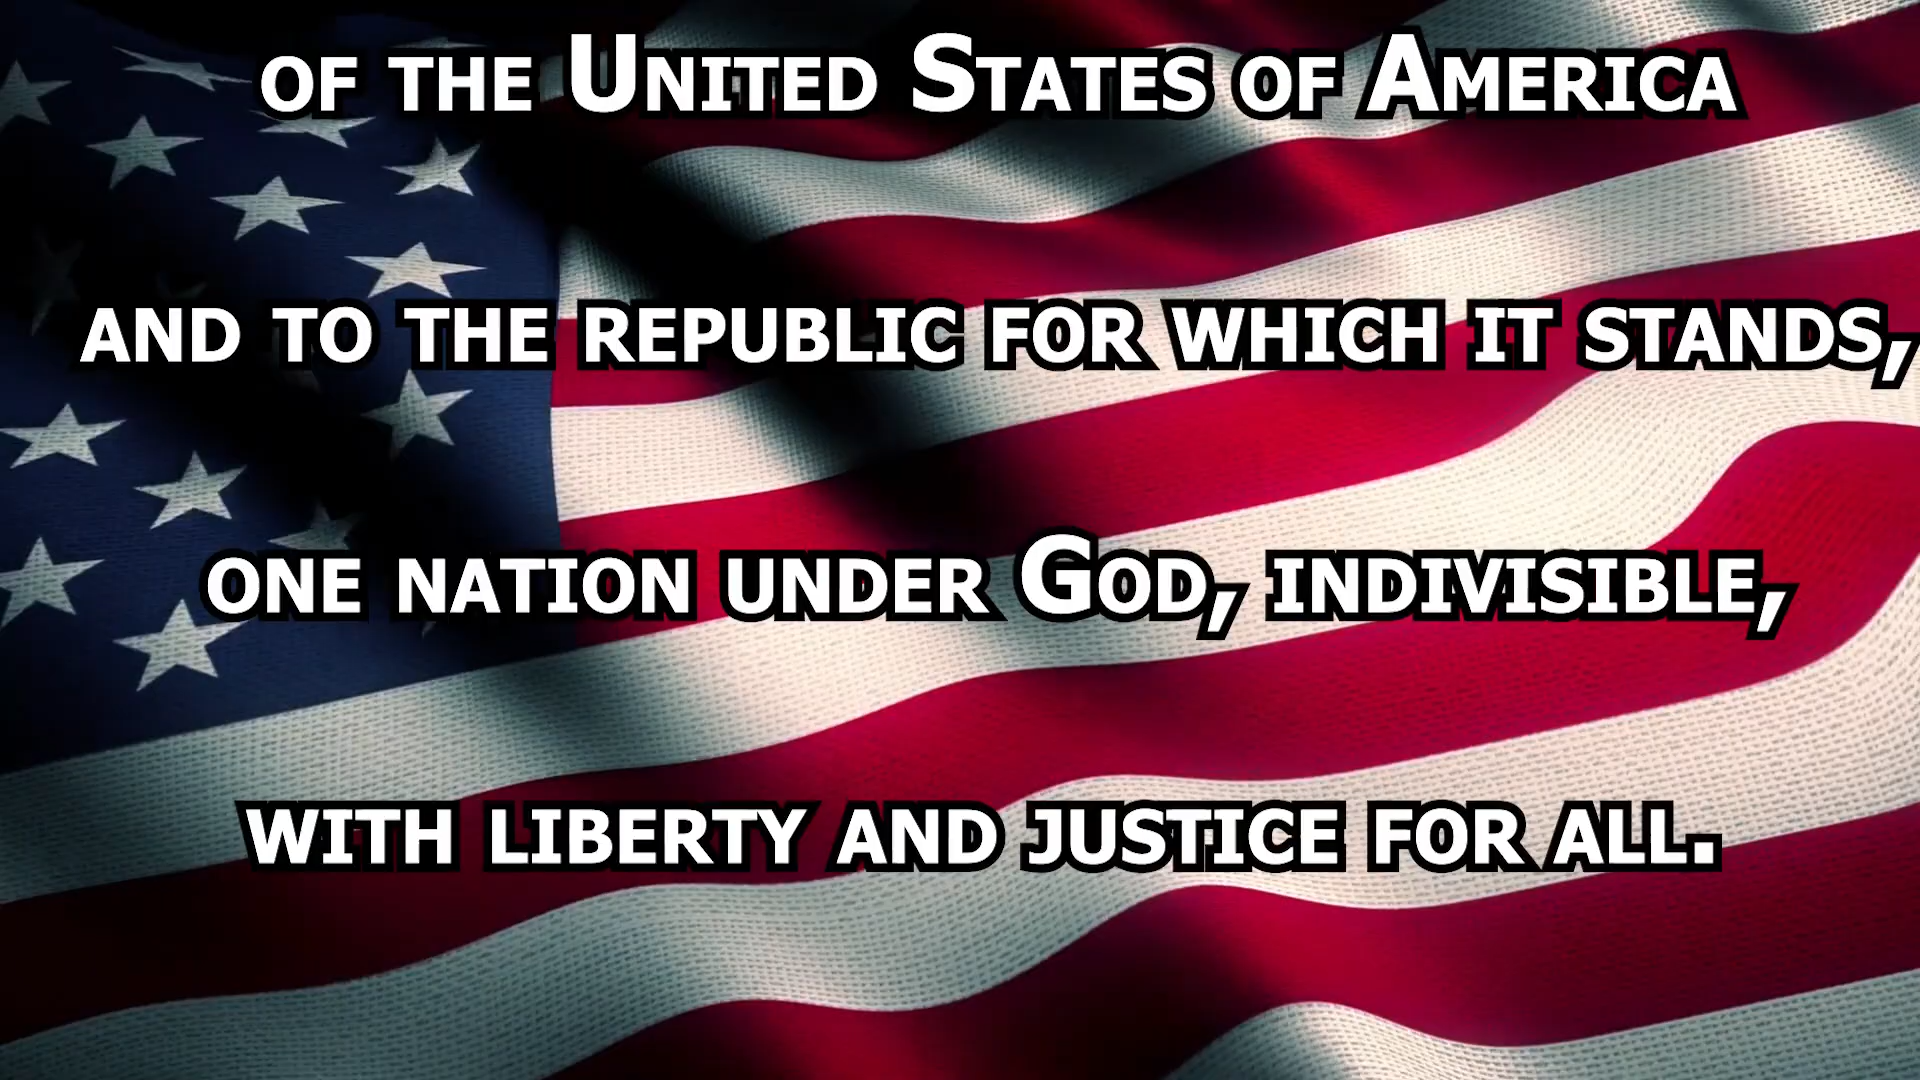 of the United States of America
and to the republic for which it stands,
one nation under God, indivisible,
with liberty and justice for all.